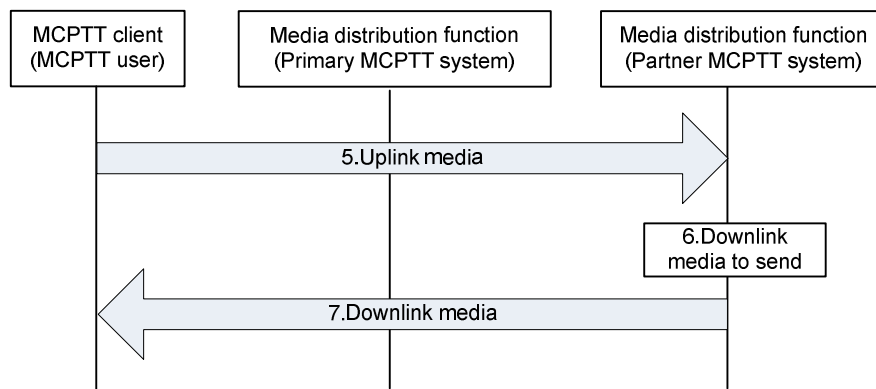 MCPTT client
(MCPTT user)
Media distribution function
(Primary MCPTT system)
Media distribution function
(Partner MCPTT system)
5.Uplink media
6.Downlink
media to send
7.Downlink media